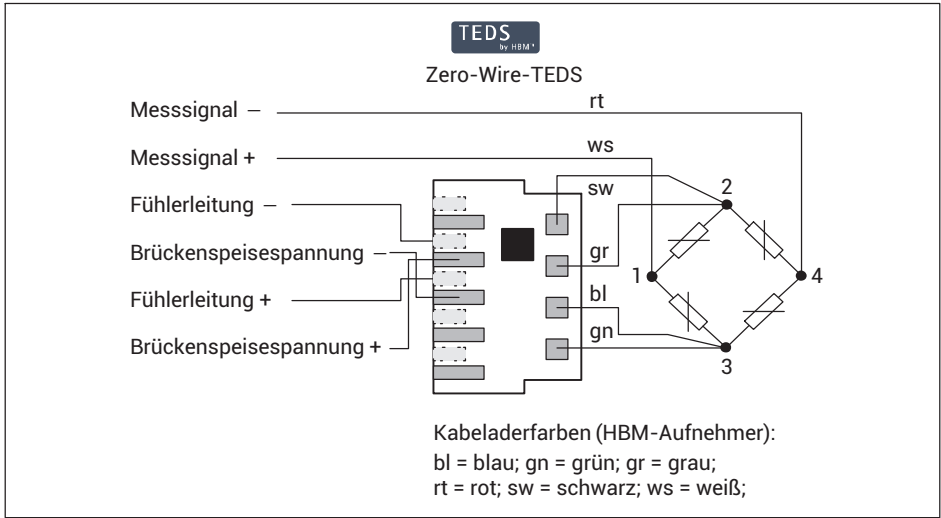 TEDS
by HBM
Zero-Wire-TEDS
Messsignal –
rt
Messsignal +
ws
Fühlerleitung –
sw
2
Brückenspeisespannung –
gr
1
4
Fühlerleitung +
bl
Brückenspeisespannung +
gn
3
Kabeladerfarben (HBM-Aufnehmer):
bl = blau; gn = grün; gr = grau;
rt = rot; sw = schwarz; ws = weiß;